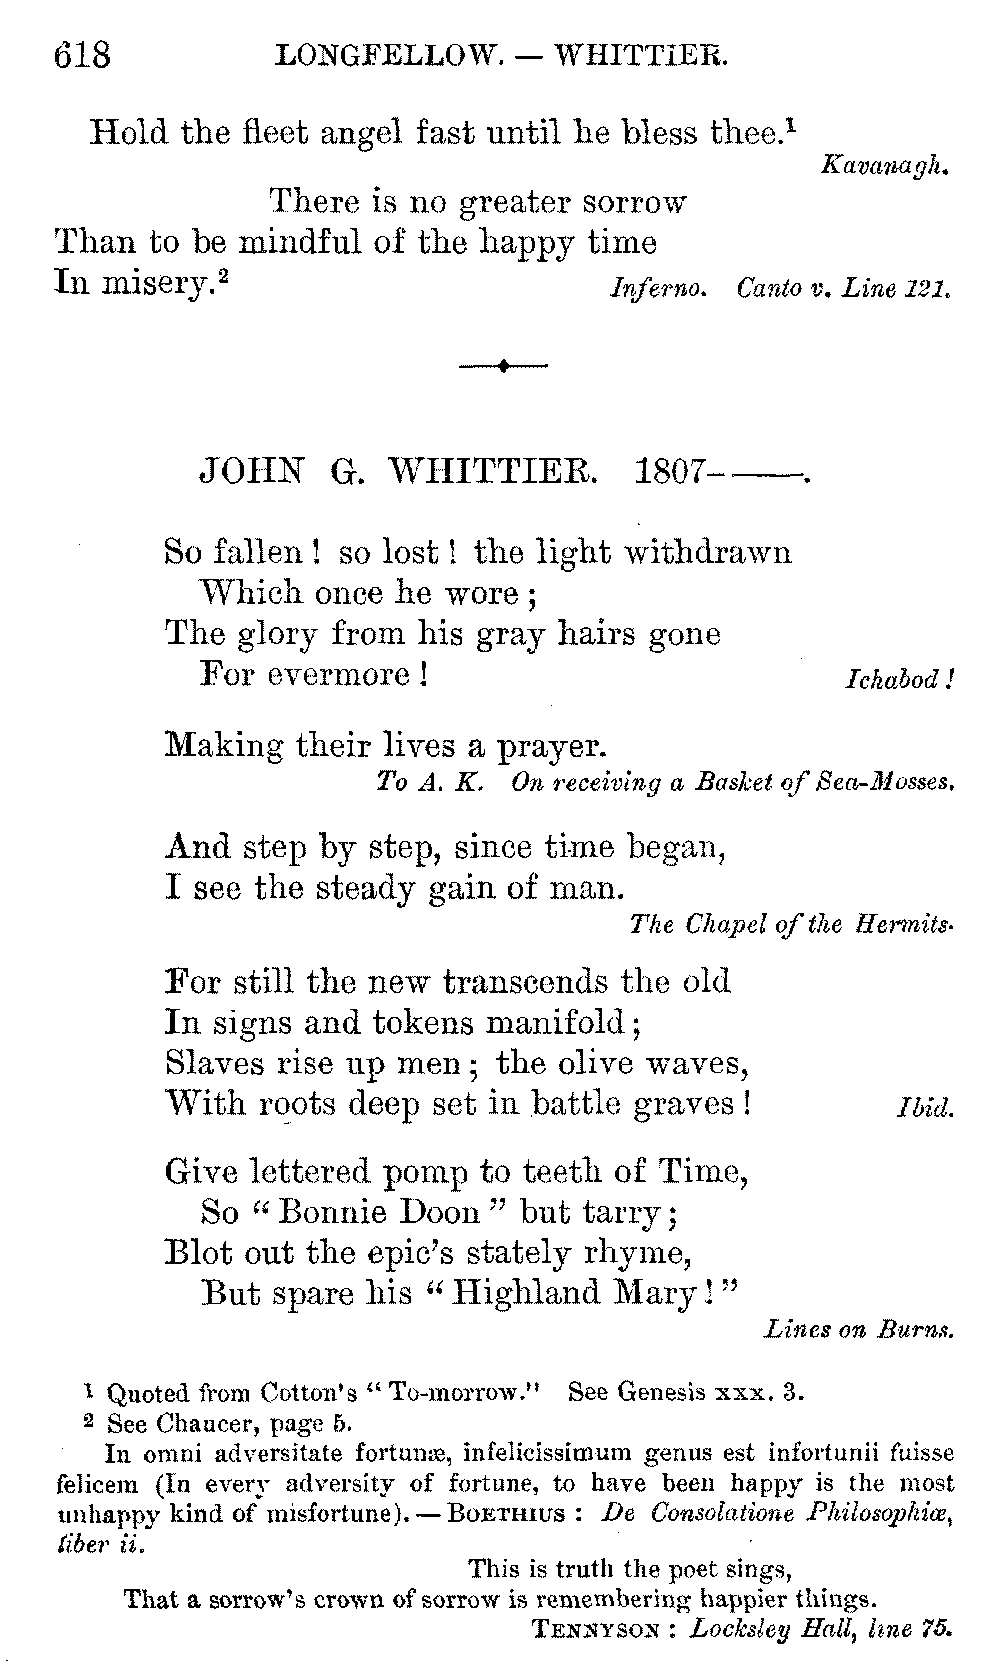 618 LONGFELLOW. — WHITTIER.
Hold the fleet angel fast until he bless thee.¹
Kavanagh.
There is no greater sorrow
Than to be mindful of the happy time
In misery.² Inferno. Canto v. Line 121.
JOHN G. WHITTIER. 1807-——.
So fallen! so lost! the light withdrawn
Which once he wore;
The glory from his gray hairs gone
For evermore! Ichabod!
Making their lives a prayer.
To A. K. On receiving a Basket of Sea-Mosses.
And step by step, since time began,
I see the steady gain of man.
The Chapel of the Hermits.
For still the new transcends the old
In signs and tokens manifold;
Slaves rise up men; the olive waves,
With roots deep set in battle graves! Ibid.
Give lettered pomp to teeth of Time,
So "Bonnie Doon" but tarry;
Blot out the epic's stately rhyme,
But spare his "Highland Mary!"
Lines on Burns.
1 Quoted from Cotton's "To-morrow." See Genesis xxx. 3.
2 See Chaucer, page 5.
In omni adversitate fortunæ, infelicissimum genus est infortunii fuisse
felicem (In every adversity of fortune, to have been happy is the most
unhappy kind of misfortune). — BOETHIUS : De Consolatione Philosophiæ,
liber ii.
This is truth the poet sings,
That a sorrow's crown of sorrow is remembering happier things.
TENNYSON : Locksley Hall, line 75.